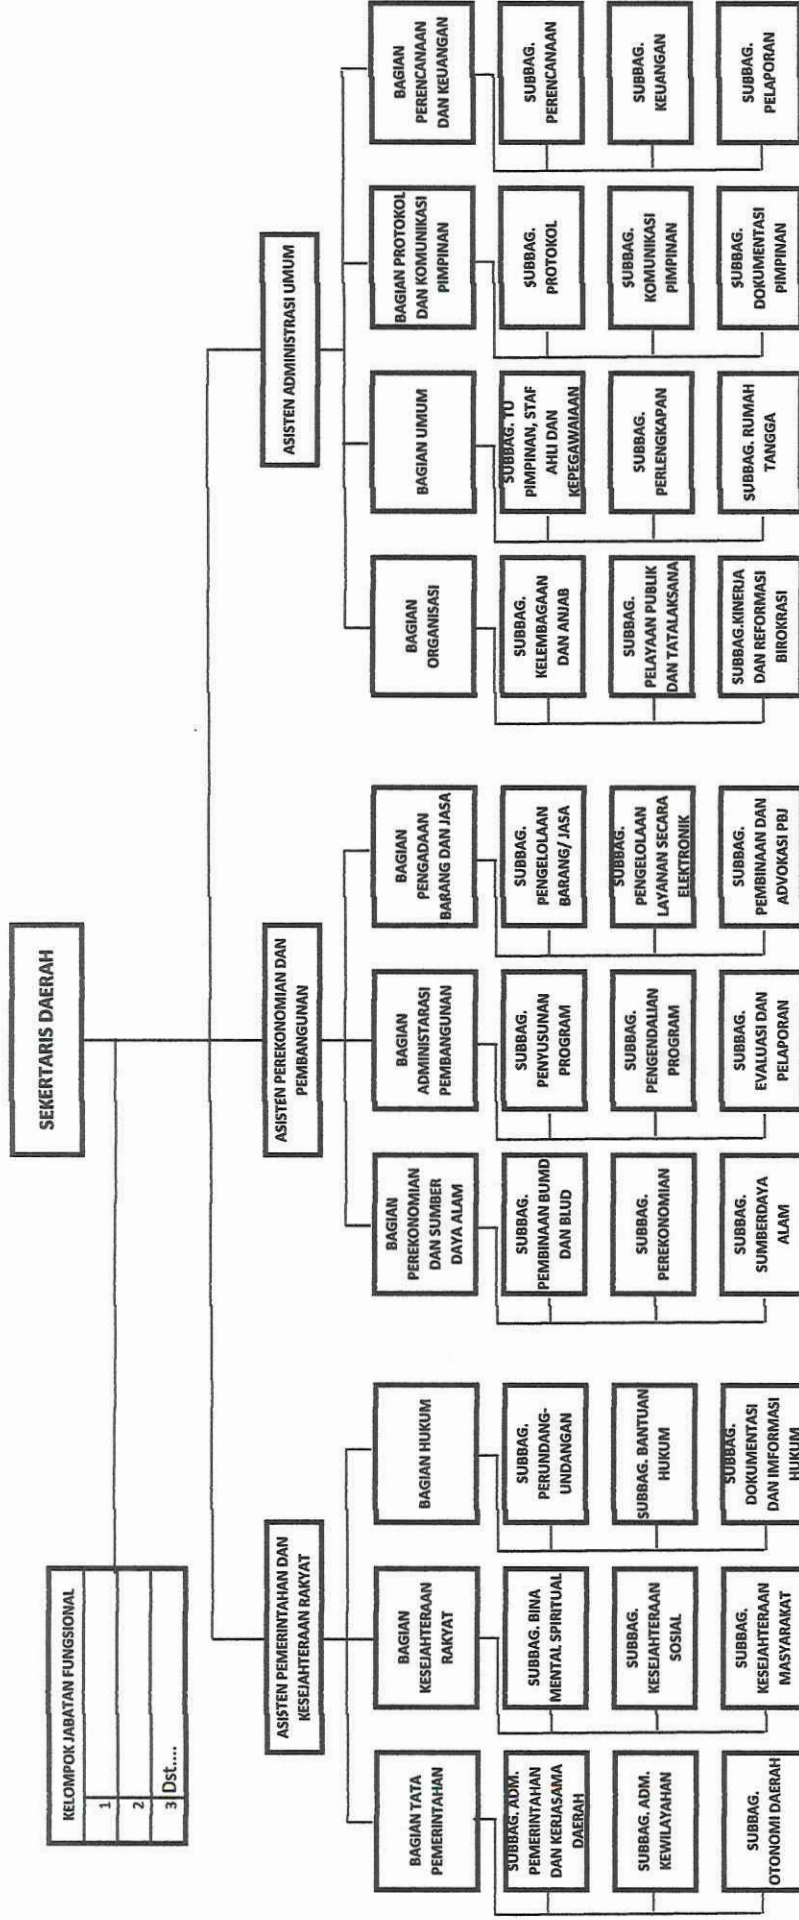 SEKERTARIS DAERAH
KELOMPOK JABATAN FUNGSIONAL
1
2
3 Dst....
ASISTEN PEMERINTAHAN DAN
KESEJAHTERAAN RAKYAT
ASISTEN PEREKONOMIAN DAN
PEMBANGUNAN
ASISTEN ADMINISTRASI UMUM
BAGIAN TATA
PEMERINTAHAN
BAGIAN
KESEJAHTERAAN
RAKYAT
BAGIAN HUKUM
BAGIAN
PEREKONOMIAN
DAN SUMBER
DAYA ALAM
BAGIAN
ADMINISTARASI
PEMBANGUNAN
BAGIAN
PENGADAAN
BARANG DAN JASA
BAGIAN
ORGANISASI
BAGIAN UMUM
BAGIAN PROTOKOL
DAN KOMUNIKASI
PIMPINAN
BAGIAN
PERENCANAAN
DAN KEUANGAN
SUBBAG. ADM.
PEMERINTAHAN
DAN KERJASAMA
DAERAH
SUBBAG. BINA
MENTAL SPIRITUAL
SUBBAG.
PERUNDANG-
UNDANGAN
SUBBAG.
PEMBINAAN BUMD
DAN BLUD
SUBBAG.
PENYUSUNAN
PROGRAM
SUBBAG.
PENGELOLAAN
BARANG/ JASA
SUBBAG.
KELEMBAGAAN
DAN ANJAB
SUBBAG. TU
PIMPINAN, STAF
AHLI DAN
KEPEGAWAIAAN
SUBBAG.
PROTOKOL
SUBBAG.
PERENCANAAN
SUBBAG. ADM.
KEWILAYAHAN
SUBBAG.
KESEJAHTERAAN
SOSIAL
SUBBAG. BANTUAN
HUKUM
SUBBAG.
PEREKONOMIAN
SUBBAG.
PENGENDALIAN
PROGRAM
SUBBAG.
PENGELOLAAN
LAYANAN SECARA
ELEKTRONIK
SUBBAG.
PELAYAAN PUBLIK
DAN TATALAKSANA
SUBBAG.
PERLENGKAPAN
SUBBAG.
KOMUNIKASI
PIMPINAN
SUBBAG.
KEUANGAN
SUBBAG.
OTONOMI DAERAH
SUBBAG.
KESEJAHTERAAN
MASYARAKAT
SUBBAG.
DOKUMENTASI
DAN IMFORMASI
HUKUM
SUBBAG.
SUMBERDAYA
ALAM
SUBBAG.
EVALUASI DAN
PELAPORAN
SUBBAG.
PEMBINAAN DAN
ADVOKASI PBJ
SUBBAG.KINERJA
DAN REFORMASI
BIROKRASI
SUBBAG. RUMAH
TANGGA
SUBBAG.
DOKUMENTASI
PIMPINAN
SUBBAG.
PELAPORAN